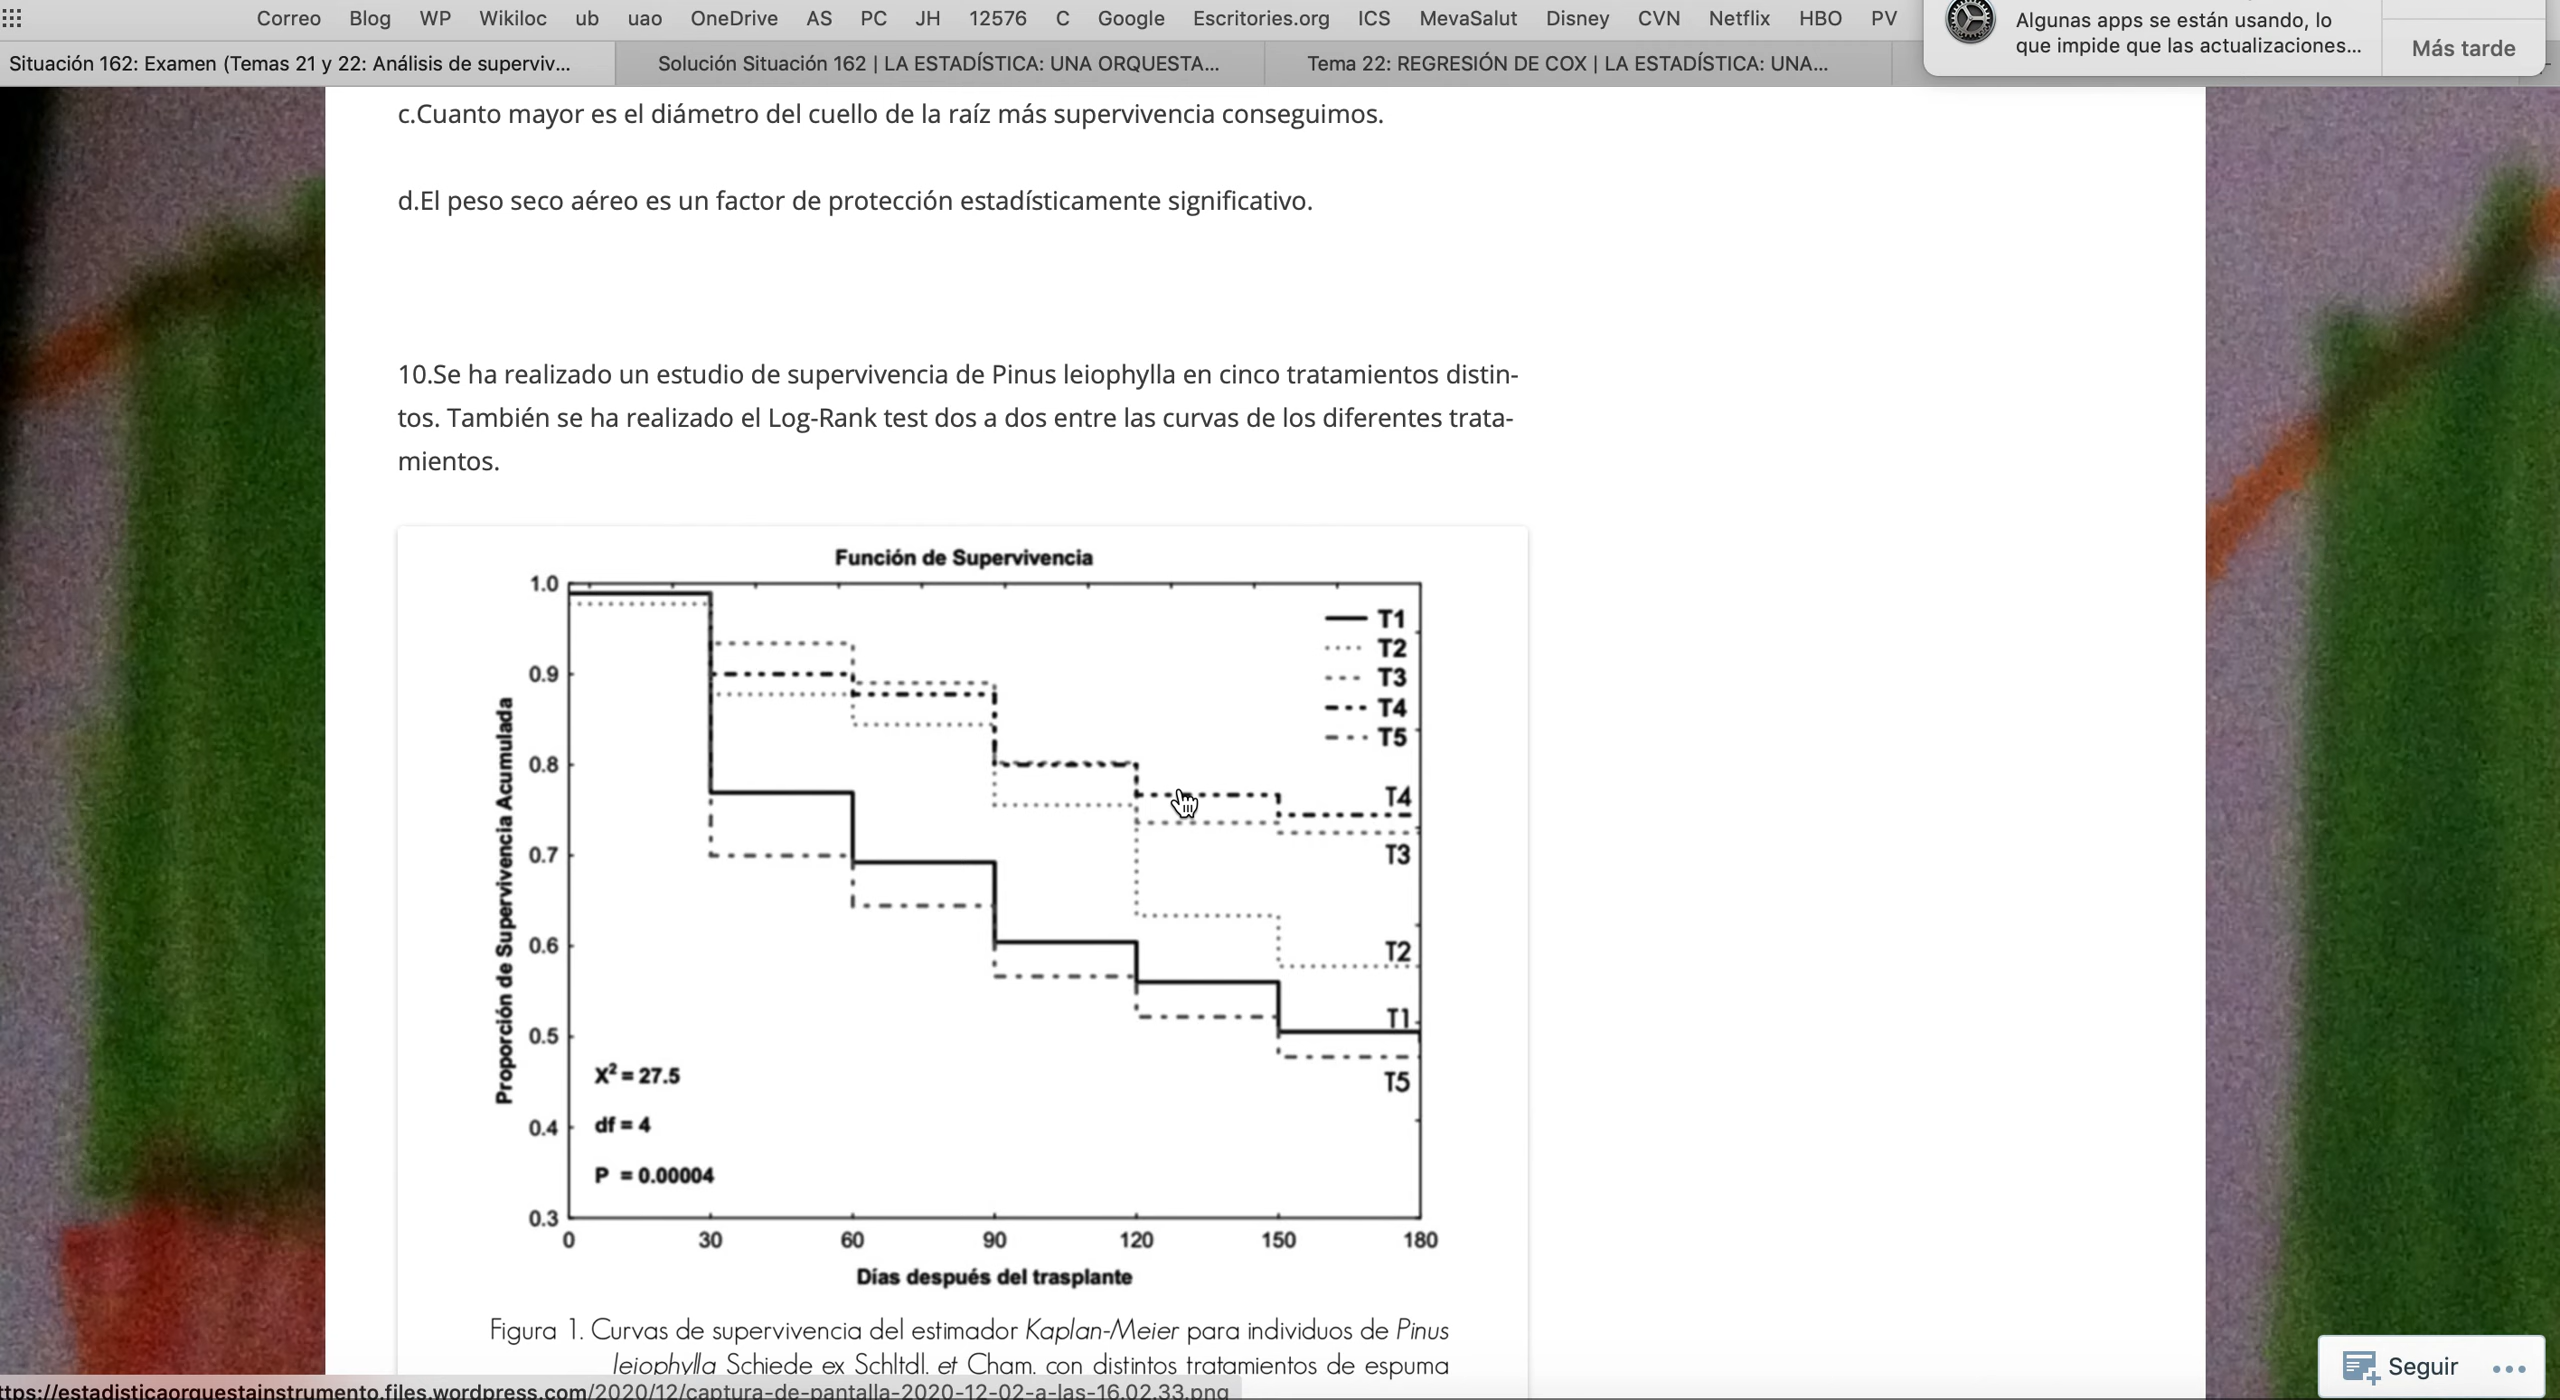 Correo Blog WP Wikiloc ub uao OneDrive AS PC JH 12576 C Google Escritories.org ICS MevaSalut Disney CVN Netflix HBO PV
Algunas apps se están usando, lo
que impide que las actualizaciones...
Más tarde
Situación 162: Examen (Temas 21 y 22: Análisis de superviv...
Solución Situación 162 | LA ESTADÍSTICA: UNA ORQUESTA...
Tema 22: REGRESIÓN DE COX | LA ESTADÍSTICA: UNA...
c.Cuanto mayor es el diámetro del cuello de la raíz más supervivencia conseguimos.
d.El peso seco aéreo es un factor de protección estadísticamente significativo.
10.Se ha realizado un estudio de supervivencia de Pinus leiophylla en cinco tratamientos distin-
tos. También se ha realizado el Log-Rank test dos a dos entre las curvas de los diferentes trata-
mientos.
Función de Supervivencia
Proporción de Supervivencia Acumulada
1.0
0.9
0.8
0.7
0.6
0.5
0.4
0.3
T1
T2
T3
T4
T5
T4
T3
T2
T1
T5
X² = 27.5
df = 4
P = 0.00004
0 30 60 90 120 150 180
Días después del trasplante
Figura 1. Curvas de supervivencia del estimador Kaplan-Meier para individuos de Pinus
leiophylla Schiede ex Schltdl. et Cham. con distintos tratamientos de espuma
Seguir
ttps://estadisticaorquestainstrumento.files.wordpress.com/2020/12/captura-de-pantalla-2020-12-02-a-las-16.02.33.png